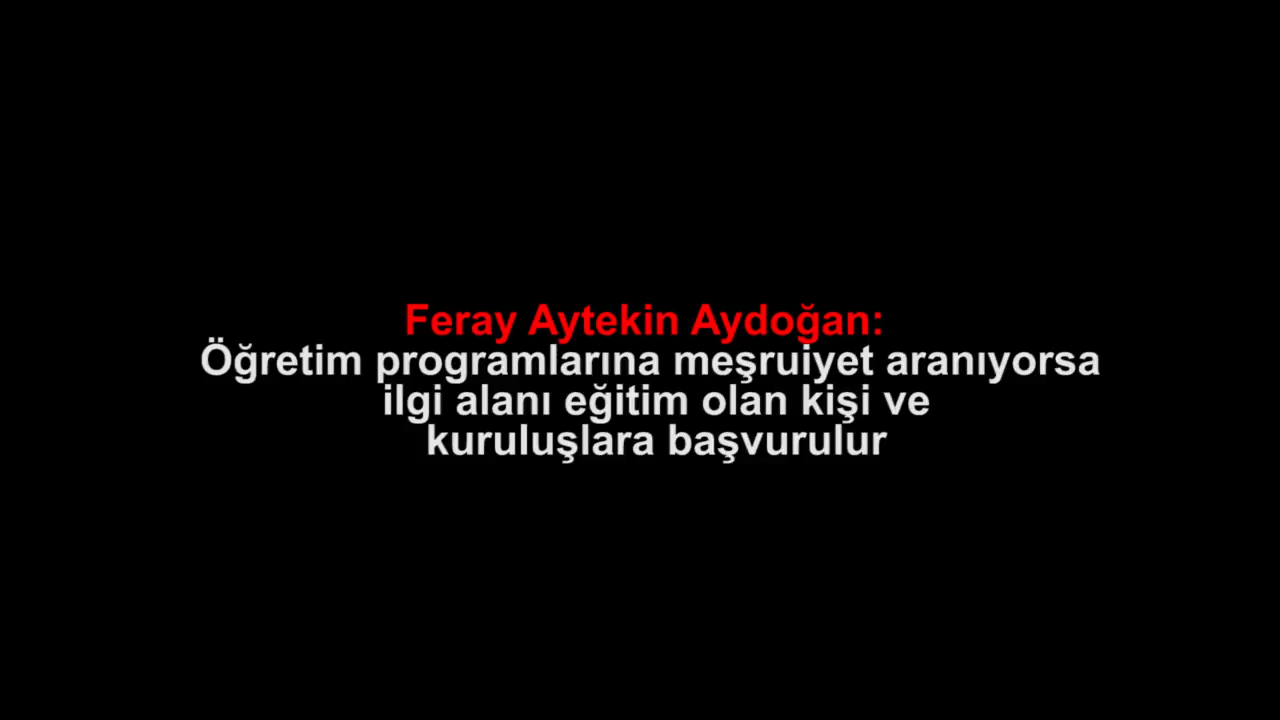 Feray Aytekin Aydoğan:
Öğretim programlarına meşruiyet aranıyorsa
ilgi alanı eğitim olan kişi ve
kuruluşlara başvurulur